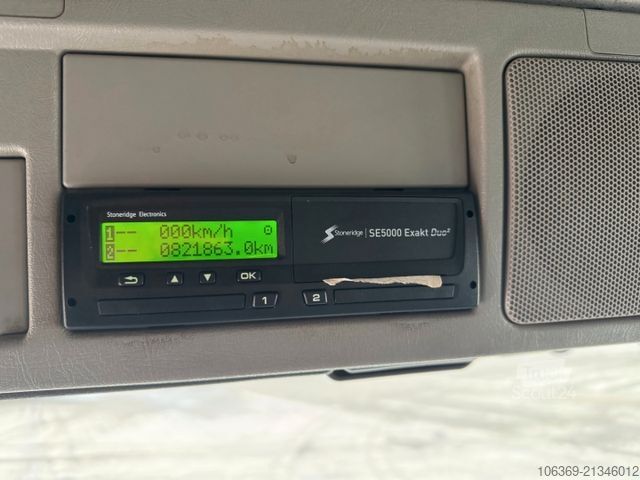 Stoneridge Electronics
1-- 000km/h
2-- 0821863.0km
OK
1
2
Stoneridge | SE5000 Exakt Duo²
Truck
Scout24
106369-21346012